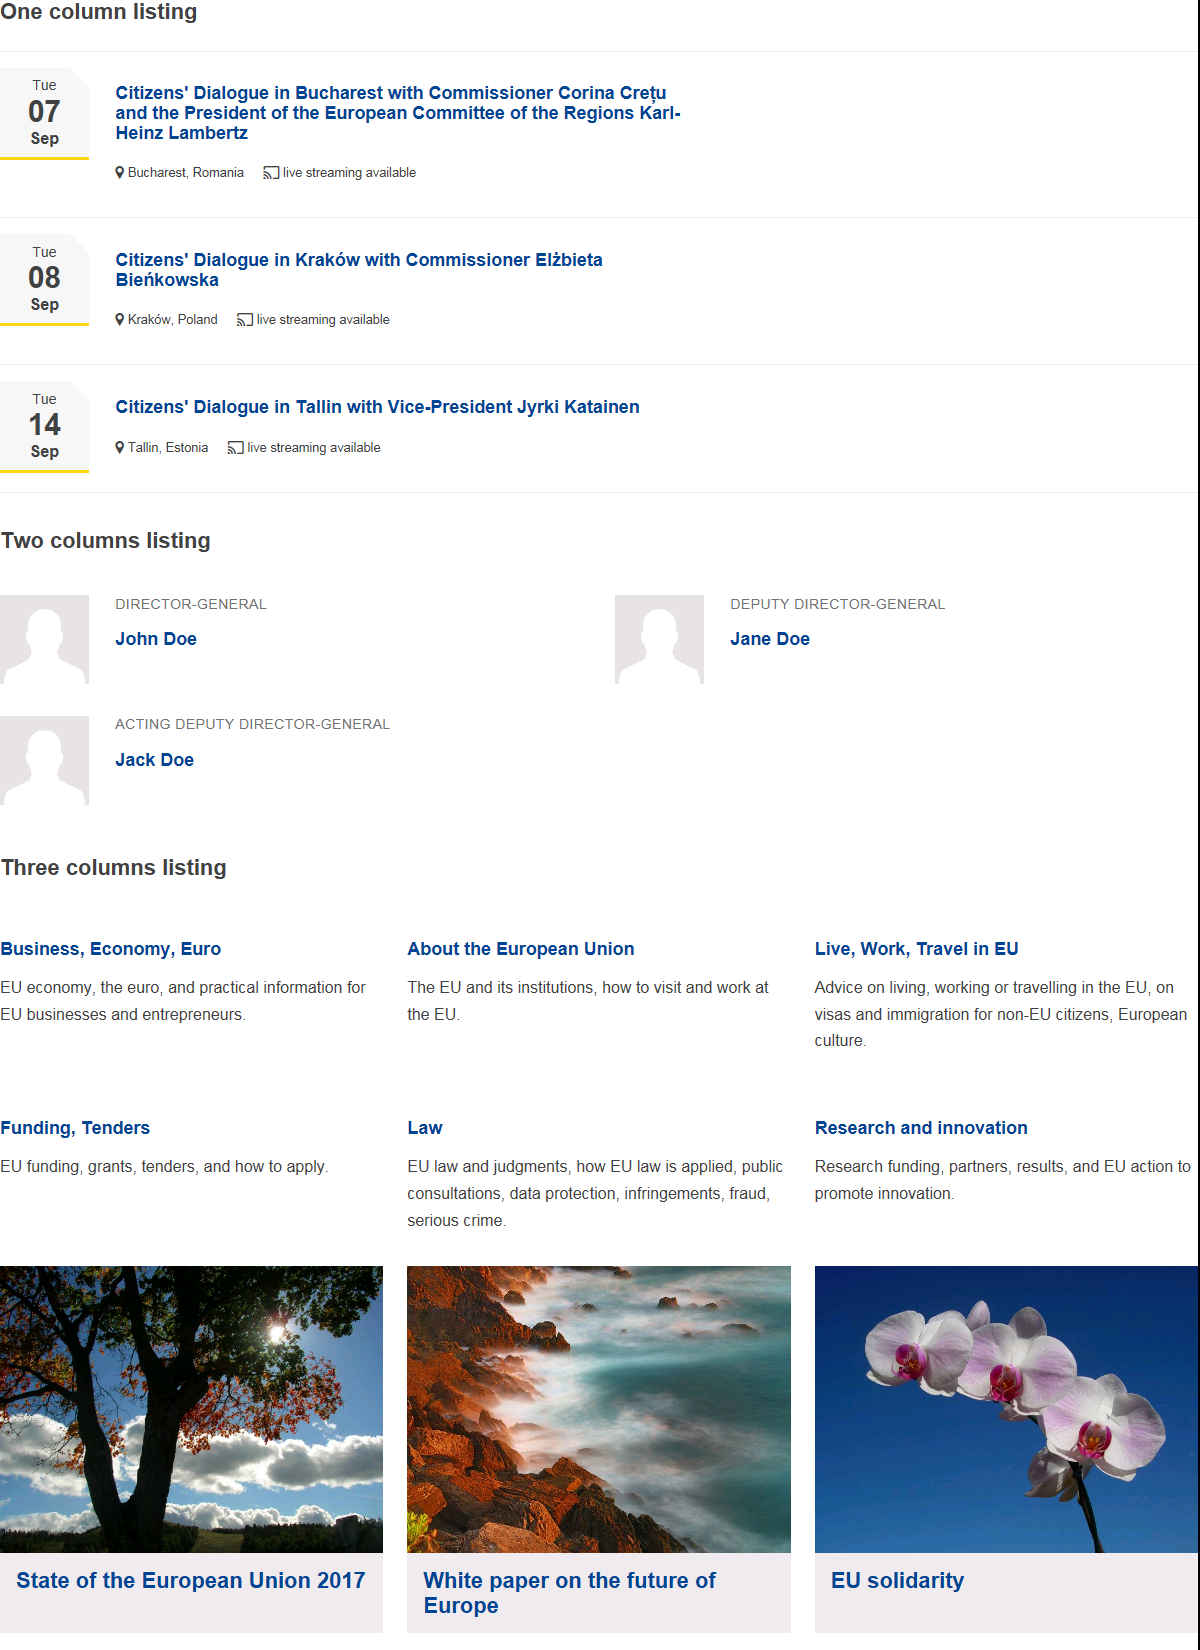 One column listing
Tue
07
Sep
Citizens' Dialogue in Bucharest with Commissioner Corina Crețu
and the President of the European Committee of the Regions Karl-
Heinz Lambertz
Bucharest, Romania live streaming available
Tue
08
Sep
Citizens' Dialogue in Kraków with Commissioner Elżbieta
Bieńkowska
Kraków, Poland live streaming available
Tue
14
Sep
Citizens' Dialogue in Tallin with Vice-President Jyrki Katainen
Tallin, Estonia live streaming available
Two columns listing
DIRECTOR-GENERAL
John Doe
DEPUTY DIRECTOR-GENERAL
Jane Doe
ACTING DEPUTY DIRECTOR-GENERAL
Jack Doe
Three columns listing
Business, Economy, Euro
EU economy, the euro, and practical information for
EU businesses and entrepreneurs.
About the European Union
The EU and its institutions, how to visit and work at
the EU.
Live, Work, Travel in EU
Advice on living, working or travelling in the EU, on
visas and immigration for non-EU citizens, European
culture.
Funding, Tenders
EU funding, grants, tenders, and how to apply.
Law
EU law and judgments, how EU law is applied, public
consultations, data protection, infringements, fraud,
serious crime.
Research and innovation
Research funding, partners, results, and EU action to
promote innovation.
State of the European Union 2017
White paper on the future of
Europe
EU solidarity